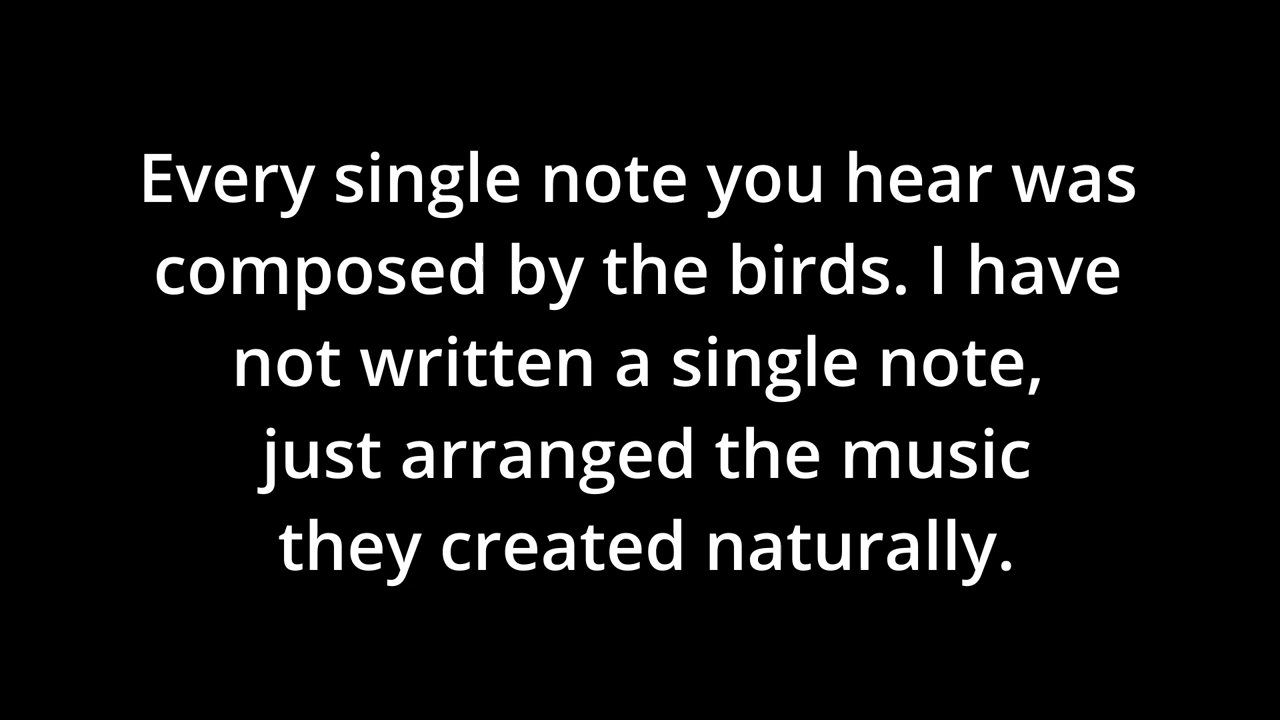 Every single note you hear was
composed by the birds. I have
not written a single note,
just arranged the music
they created naturally.